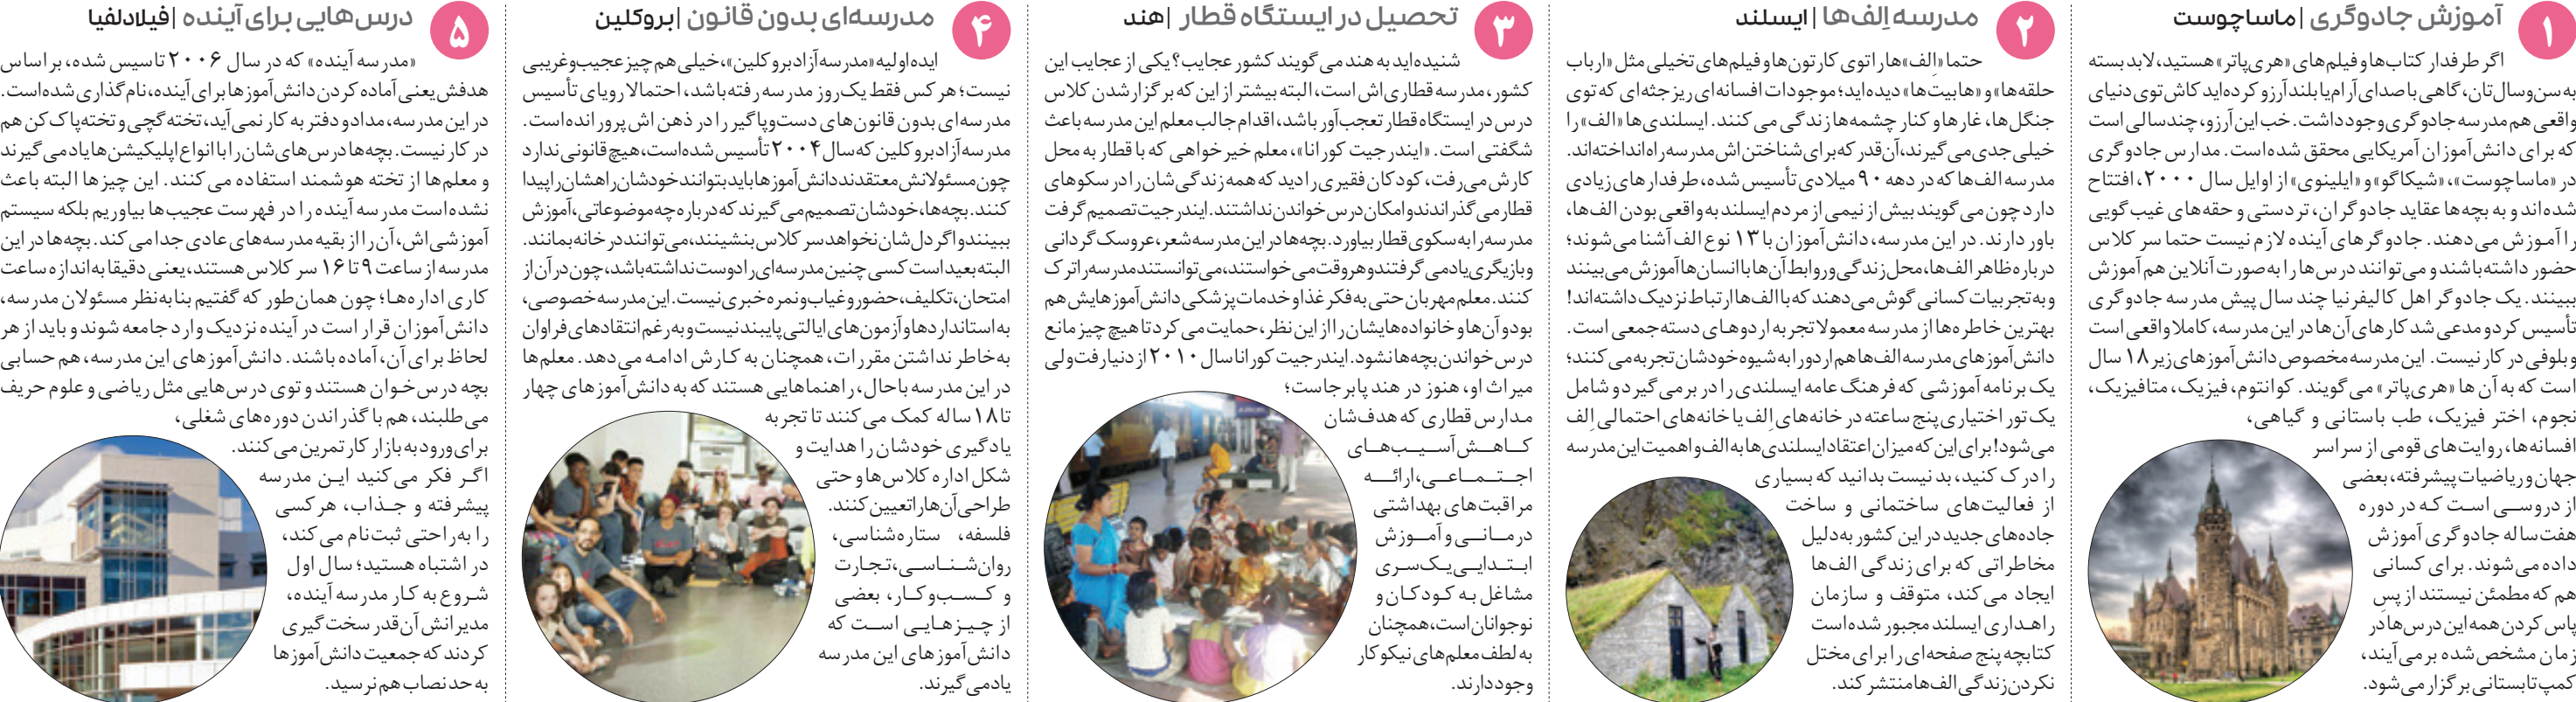 ۱
آموزش جادوگری | ماساچوست
اگر طرفدار کتاب‌ها و فیلم‌های «هری‌پاتر» هستید، لابد بسته
به سن‌وسال‌تان، گاهی با صدای آرام یا بلند آرزو کرده‌اید کاش توی دنیای
واقعی هم مدرسه جادوگری وجود داشت. خب این آرزو، چندسالی است
که برای دانش‌آموزان آمریکایی محقق شده‌است. مدارس جادوگری
در «ماساچوست»، «شیکاگو» و «ایلینوی» از اوایل سال ۲۰۰۰، افتتاح
شده‌اند و به بچه‌ها عقاید جادوگران، تردستی و حقه‌های غیب‌گویی
را آموزش می‌دهند. جادوگرهای آینده لازم نیست حتما سر کلاس
حضور داشته‌باشند و می‌توانند درس‌ها را به‌صورت آنلاین هم آموزش
ببینند. یک جادوگر اهل کالیفرنیا چند سال پیش مدرسه جادوگری
تأسیس کرد و مدعی شد کارهای آن‌ها در این مدرسه، کاملا واقعی است
و بلوفی در کار نیست. این مدرسه مخصوص دانش‌آموزهای زیر ۱۸ سال
است که به آن ها «هری‌پاتر» می‌گویند. کوانتوم، فیزیک، متافیزیک،
نجوم، اختر فیزیک، طب باستانی و گیاهی،
افسانه‌ها، روایت‌های قومی از سراسر
جهان و ریاضیات پیشرفته، بعضی
از دروسی است که در دوره
هفت‌ساله جادوگری آموزش
داده می‌شوند. برای کسانی
هم که مطمئن نیستند از پسِ
پاس کردن همه این درس‌ها در
زمان مشخص‌شده برمی‌آیند،
کمپ تابستانی برگزار می‌شود.
۲
مدرسه اِلف‌ها | ایسلند
حتما «اِلف»ها را توی کارتون‌ها و فیلم‌های تخیلی مثل «ارباب
حلقه‌ها» و «هابیت‌ها» دیده‌اید؛ موجودات افسانه‌ای ریزجثه‌ای که توی
جنگل‌ها، غارها و کنار چشمه‌ها زندگی می‌کنند. ایسلندی‌ها «الف» را
خیلی جدی می‌گیرند، آن‌قدر که برای شناختن‌اش مدرسه راه‌انداخته‌اند.
مدرسه الف‌ها که در دهه ۹۰ میلادی تأسیس شده، طرفدارهای زیادی
دارد چون می‌گویند بیش از نیمی از مردم ایسلند به واقعی بودن الف‌ها،
باور دارند. در این مدرسه، دانش‌آموزان با ۱۳ نوع الف آشنا می‌شوند؛
درباره ظاهر الف‌ها، محل زندگی و روابط آن‌ها با انسان‌ها آموزش می‌بینند
و به تجربیات کسانی گوش می‌دهند که با الف‌ها ارتباط نزدیک داشته‌اند!
بهترین خاطره‌ها از مدرسه معمولا تجربه اردوهای دسته‌جمعی است.
دانش‌آموزهای مدرسه الف‌ها هم اردو را به شیوه خودشان تجربه می‌کنند؛
یک برنامه آموزشی که فرهنگ عامه ایسلندی را در برمی‌گیرد و شامل
یک تور اختیاری پنج ساعته در خانه‌های اِلف یا خانه‌های احتمالی اِلف
می‌شود! برای این که میزان اعتقاد ایسلندی‌ها به الف و اهمیت این مدرسه
را درک کنید، بد نیست بدانید که بسیاری
از فعالیت‌های ساختمانی و ساخت
جاده‌های جدید در این کشور به‌دلیل
مخاطراتی که برای زندگی الف‌ها
ایجاد می‌کند، متوقف و سازمان
راهداری ایسلند مجبور شده‌است
کتابچه پنج صفحه‌ای را برای مختل
نکردن زندگی الف‌ها منتشر کند.
۳
تحصیل در ایستگاه قطار | هند
شنیده‌اید به هند می‌گویند کشور عجایب؟ یکی از عجایب این
کشور، مدرسه قطاری‌اش است، البته بیشتر از این که برگزار شدن کلاس
درس در ایستگاه قطار تعجب‌آور باشد، اقدام جالب معلم این مدرسه باعث
شگفتی است. «ایندرجیت کورانا»، معلم خیرخواهی که با قطار به محل
کارش می‌رفت، کودکان فقیری را دید که همه زندگی‌شان را در سکوهای
قطار می‌گذراندند و امکان درس خواندن نداشتند. ایندرجیت تصمیم گرفت
مدرسه را به سکوی قطار بیاورد. بچه‌ها در این مدرسه شعر، عروسک گردانی
و بازیگری یاد می‌گرفتند و هر وقت می‌خواستند، می‌توانستند مدرسه را ترک
کنند. معلم مهربان حتی به فکر غذا و خدمات پزشکی دانش‌آموزهایش هم
بود و آن‌ها و خانواده‌هایشان را از این نظر، حمایت می‌کرد تا هیچ چیز مانع
درس خواندن بچه‌ها نشود. ایندرجیت کورانا سال ۲۰۱۰ از دنیا رفت ولی
میراث او، هنوز در هند پابرجاست؛
مدارس قطاری که هدف‌شان
کاهش آسیب‌های
اجتماعی، ارائه
مراقبت‌های بهداشتی
درمانی و آموزش
ابتدایی یک‌سری
مشاغل به کودکان و
نوجوانان است، همچنان
به لطف معلم‌های نیکوکار
وجود دارند.
۴
مدرسه‌ای بدون قانون | بروکلین
ایده اولیه «مدرسه آزاد بروکلین»، خیلی هم چیز عجیب‌وغریبی
نیست؛ هر کس فقط یک روز مدرسه رفته باشد، احتمالا رویای تأسیس
مدرسه‌ای بدون قانون‌های دست‌وپاگیر را در ذهن اش پرورانده است.
مدرسه آزاد بروکلین که سال ۲۰۰۴ تأسیس شده‌است، هیچ قانونی ندارد
چون مسئولانش معتقدند دانش‌آموزها باید بتوانند خودشان راهشان را پیدا
کنند. بچه‌ها، خودشان تصمیم می‌گیرند که درباره چه موضوعاتی، آموزش
ببینند و اگر دل‌شان نخواهد سر کلاس بنشینند، می‌توانند در خانه بمانند.
البته بعید است کسی چنین مدرسه‌ای را دوست نداشته باشد، چون در آن از
امتحان، تکلیف، حضور و غیاب و نمره خبری نیست. این مدرسه خصوصی،
به استانداردها و آزمون‌های ایالتی پایبند نیست و به رغم انتقادهای فراوان
به‌خاطر نداشتن مقررات، همچنان به کارش ادامه می‌دهد. معلم‌ها
در این مدرسه باحال، راهنماهایی هستند که به دانش‌آموزهای چهار
تا ۱۸ ساله کمک می‌کنند تا تجربه
یادگیری خودشان را هدایت و
شکل اداره کلاس‌ها و حتی
طراحی آن‌ها را تعیین کنند.
فلسفه، ستاره‌شناسی،
روان‌شناسی، تجارت
و کسب‌وکار، بعضی
از چیزهایی است که
دانش‌آموزهای این مدرسه
یاد می‌گیرند.
۵
درس‌هایی برای آینده | فیلادلفیا
«مدرسه آینده» که در سال ۲۰۰۶ تاسیس شده، بر اساس
هدفش یعنی آماده کردن دانش‌آموزها برای آینده، نام‌گذاری شده‌است.
در این مدرسه، مداد و دفتر به کار نمی‌آید، تخته گچی و تخته‌پاک‌کن هم
در کار نیست. بچه‌ها درس‌های‌شان را با انواع اپلیکیشن‌ها یاد می‌گیرند
و معلم‌ها از تخته هوشمند استفاده می‌کنند. این چیزها البته باعث
نشده‌است مدرسه آینده را در فهرست عجیب‌ها بیاوریم بلکه سیستم
آموزشی‌اش، آن را از بقیه مدرسه‌های عادی جدا می‌کند. بچه‌ها در این
مدرسه از ساعت ۹ تا ۱۶ سر کلاس هستند، یعنی دقیقا به‌اندازه ساعت
کاری اداره‌ها؛ چون همان‌طور که گفتیم بنا به‌نظر مسئولان مدرسه،
دانش‌آموزان قرار است در آینده نزدیک وارد جامعه شوند و باید از هر
لحاظ برای آن، آماده باشند. دانش‌آموزهای این مدرسه، هم حسابی
بچه درس‌خوان هستند و توی درس‌هایی مثل ریاضی و علوم حریف
می‌طلبند، هم با گذراندن دوره‌های شغلی،
برای ورود به بازار کار تمرین می‌کنند.
اگر فکر می‌کنید این مدرسه
پیشرفته و جذاب، هر کسی
را به‌راحتی ثبت‌نام می‌کند،
در اشتباه هستید؛ سال اول
شروع به کار مدرسه آینده،
مدیرانش آن‌قدر سخت‌گیری
کردند که جمعیت دانش‌آموزها
به حد نصاب هم نرسید.